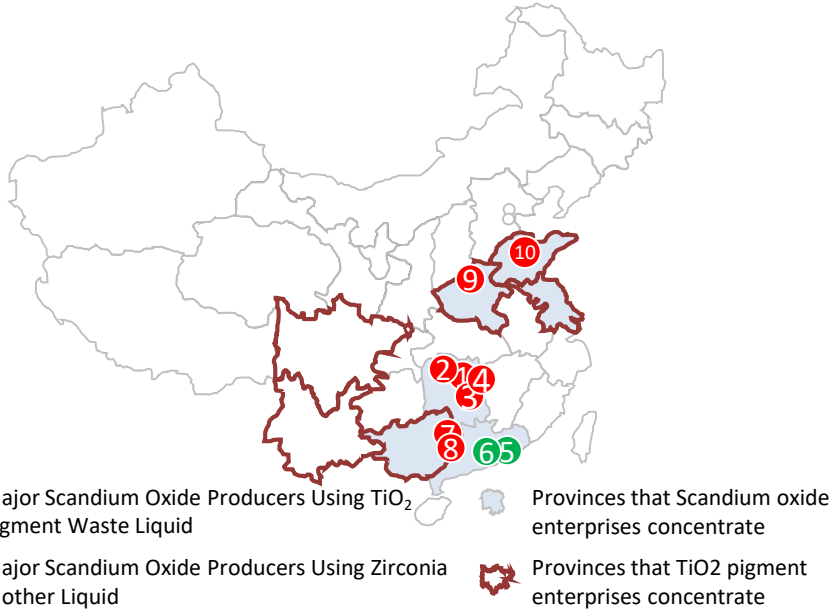 10
9
2
1
4
3
7
8
6
5
ajor Scandium Oxide Producers Using TiO₂
gment Waste Liquid
Provinces that Scandium oxide
enterprises concentrate
ajor Scandium Oxide Producers Using Zirconia
other Liquid
Provinces that TiO2 pigment
enterprises concentrate